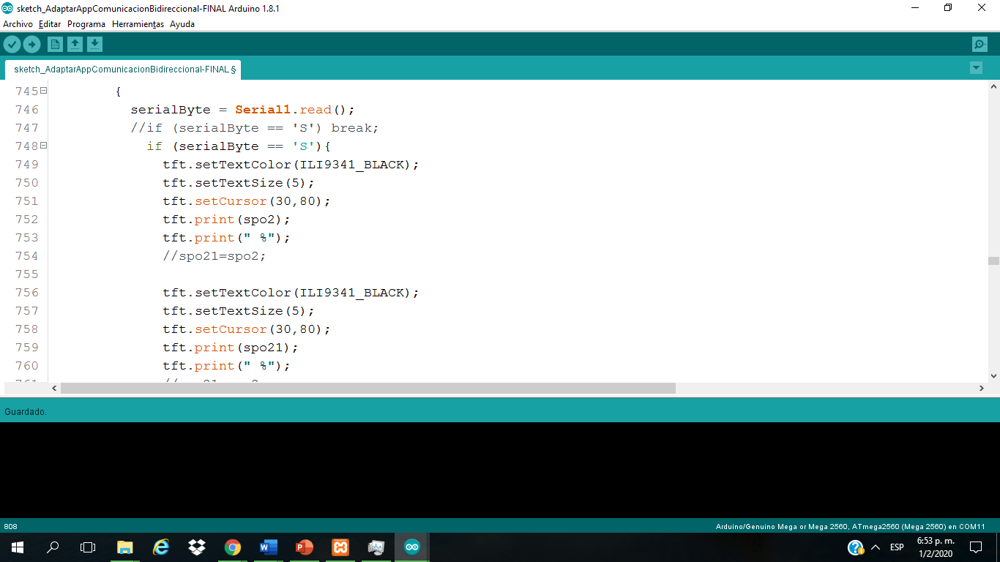 sketch_AdaptarAppComunicacionBidireccional-FINAL Arduino 1.8.1
Archivo Editar Programa Herramientas Ayuda
sketch_AdaptarAppComunicacionBidireccional-FINAL §
745 {
746 serialByte = Serial1.read();
747 //if (serialByte == 'S') break;
748 if (serialByte == 'S'){
749 tft.setTextColor(ILI9341_BLACK);
750 tft.setTextSize(5);
751 tft.setCursor(30,80);
752 tft.print(spo2);
753 tft.print(" %");
754 //spo21=spo2;
755
756 tft.setTextColor(ILI9341_BLACK);
757 tft.setTextSize(5);
758 tft.setCursor(30,80);
759 tft.print(spo21);
760 tft.print(" %");
Guardado.
808
Arduino/Genuino Mega or Mega 2560, ATmega2560 (Mega 2560) en COM11
ESP
6:53 p. m.
1/2/2020